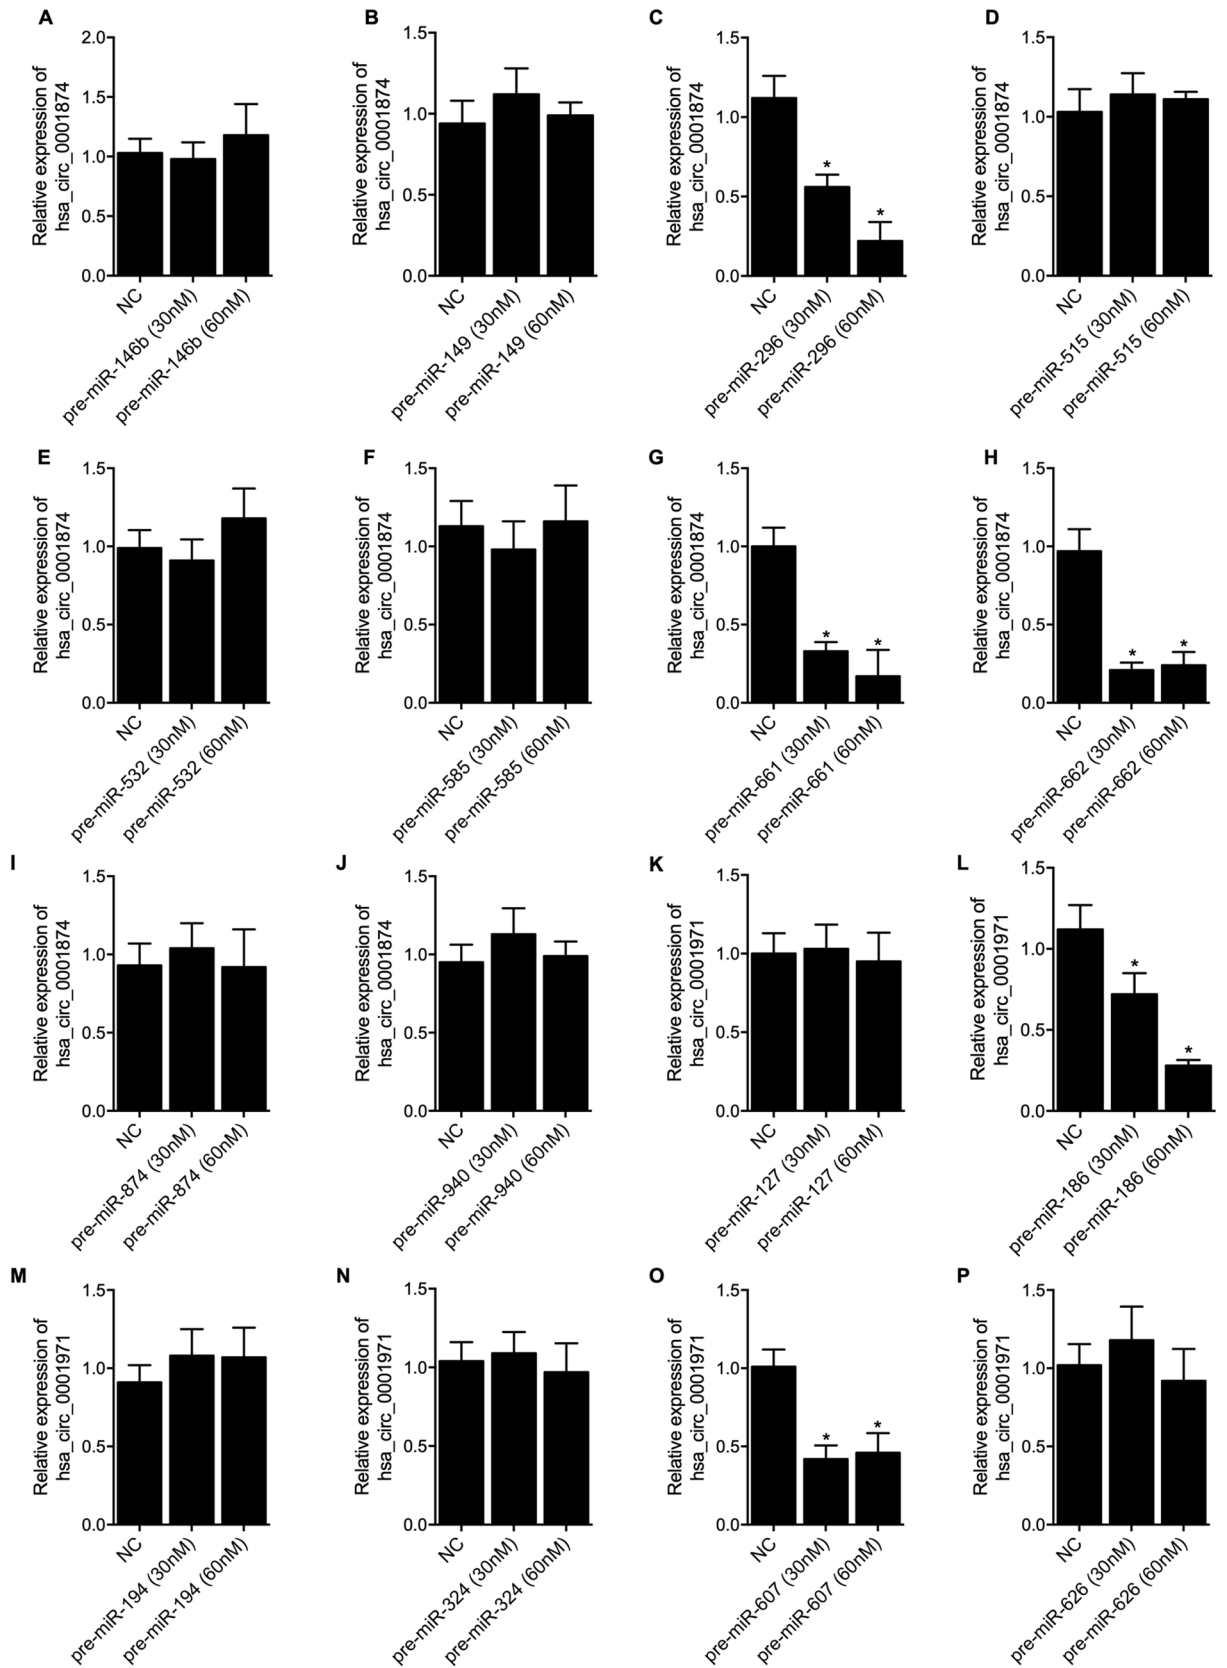 A
Relative expression of
hsa_circ_0001874
2.0
1.5
1.0
0.5
0.0
NC
pre-miR-146b (30nM)
pre-miR-146b (60nM)
B
Relative expression of
hsa_circ_0001874
1.5
1.0
0.5
0.0
NC
pre-miR-149 (30nM)
pre-miR-149 (60nM)
C
Relative expression of
hsa_circ_0001874
1.5
1.0
0.5
0.0
*
*
NC
pre-miR-296 (30nM)
pre-miR-296 (60nM)
D
Relative expression of
hsa_circ_0001874
1.5
1.0
0.5
0.0
NC
pre-miR-515 (30nM)
pre-miR-515 (60nM)
E
Relative expression of
hsa_circ_0001874
1.5
1.0
0.5
0.0
NC
pre-miR-532 (30nM)
pre-miR-532 (60nM)
F
Relative expression of
hsa_circ_0001874
1.5
1.0
0.5
0.0
NC
pre-miR-585 (30nM)
pre-miR-585 (60nM)
G
Relative expression of
hsa_circ_0001874
1.5
1.0
0.5
0.0
*
*
NC
pre-miR-661 (30nM)
pre-miR-661 (60nM)
H
Relative expression of
hsa_circ_0001874
1.5
1.0
0.5
0.0
*
*
NC
pre-miR-662 (30nM)
pre-miR-662 (60nM)
I
Relative expression of
hsa_circ_0001874
1.5
1.0
0.5
0.0
NC
pre-miR-874 (30nM)
pre-miR-874 (60nM)
J
Relative expression of
hsa_circ_0001874
1.5
1.0
0.5
0.0
NC
pre-miR-940 (30nM)
pre-miR-940 (60nM)
K
Relative expression of
hsa_circ_0001971
1.5
1.0
0.5
0.0
NC
pre-miR-127 (30nM)
pre-miR-127 (60nM)
L
Relative expression of
hsa_circ_0001971
1.5
1.0
0.5
0.0
*
*
NC
pre-miR-186 (30nM)
pre-miR-186 (60nM)
M
Relative expression of
hsa_circ_0001971
1.5
1.0
0.5
0.0
NC
pre-miR-194 (30nM)
pre-miR-194 (60nM)
N
Relative expression of
hsa_circ_0001971
1.5
1.0
0.5
0.0
NC
pre-miR-324 (30nM)
pre-miR-324 (60nM)
O
Relative expression of
hsa_circ_0001971
1.5
1.0
0.5
0.0
*
*
NC
pre-miR-607 (30nM)
pre-miR-607 (60nM)
P
Relative expression of
hsa_circ_0001971
1.5
1.0
0.5
0.0
NC
pre-miR-626 (30nM)
pre-miR-626 (60nM)